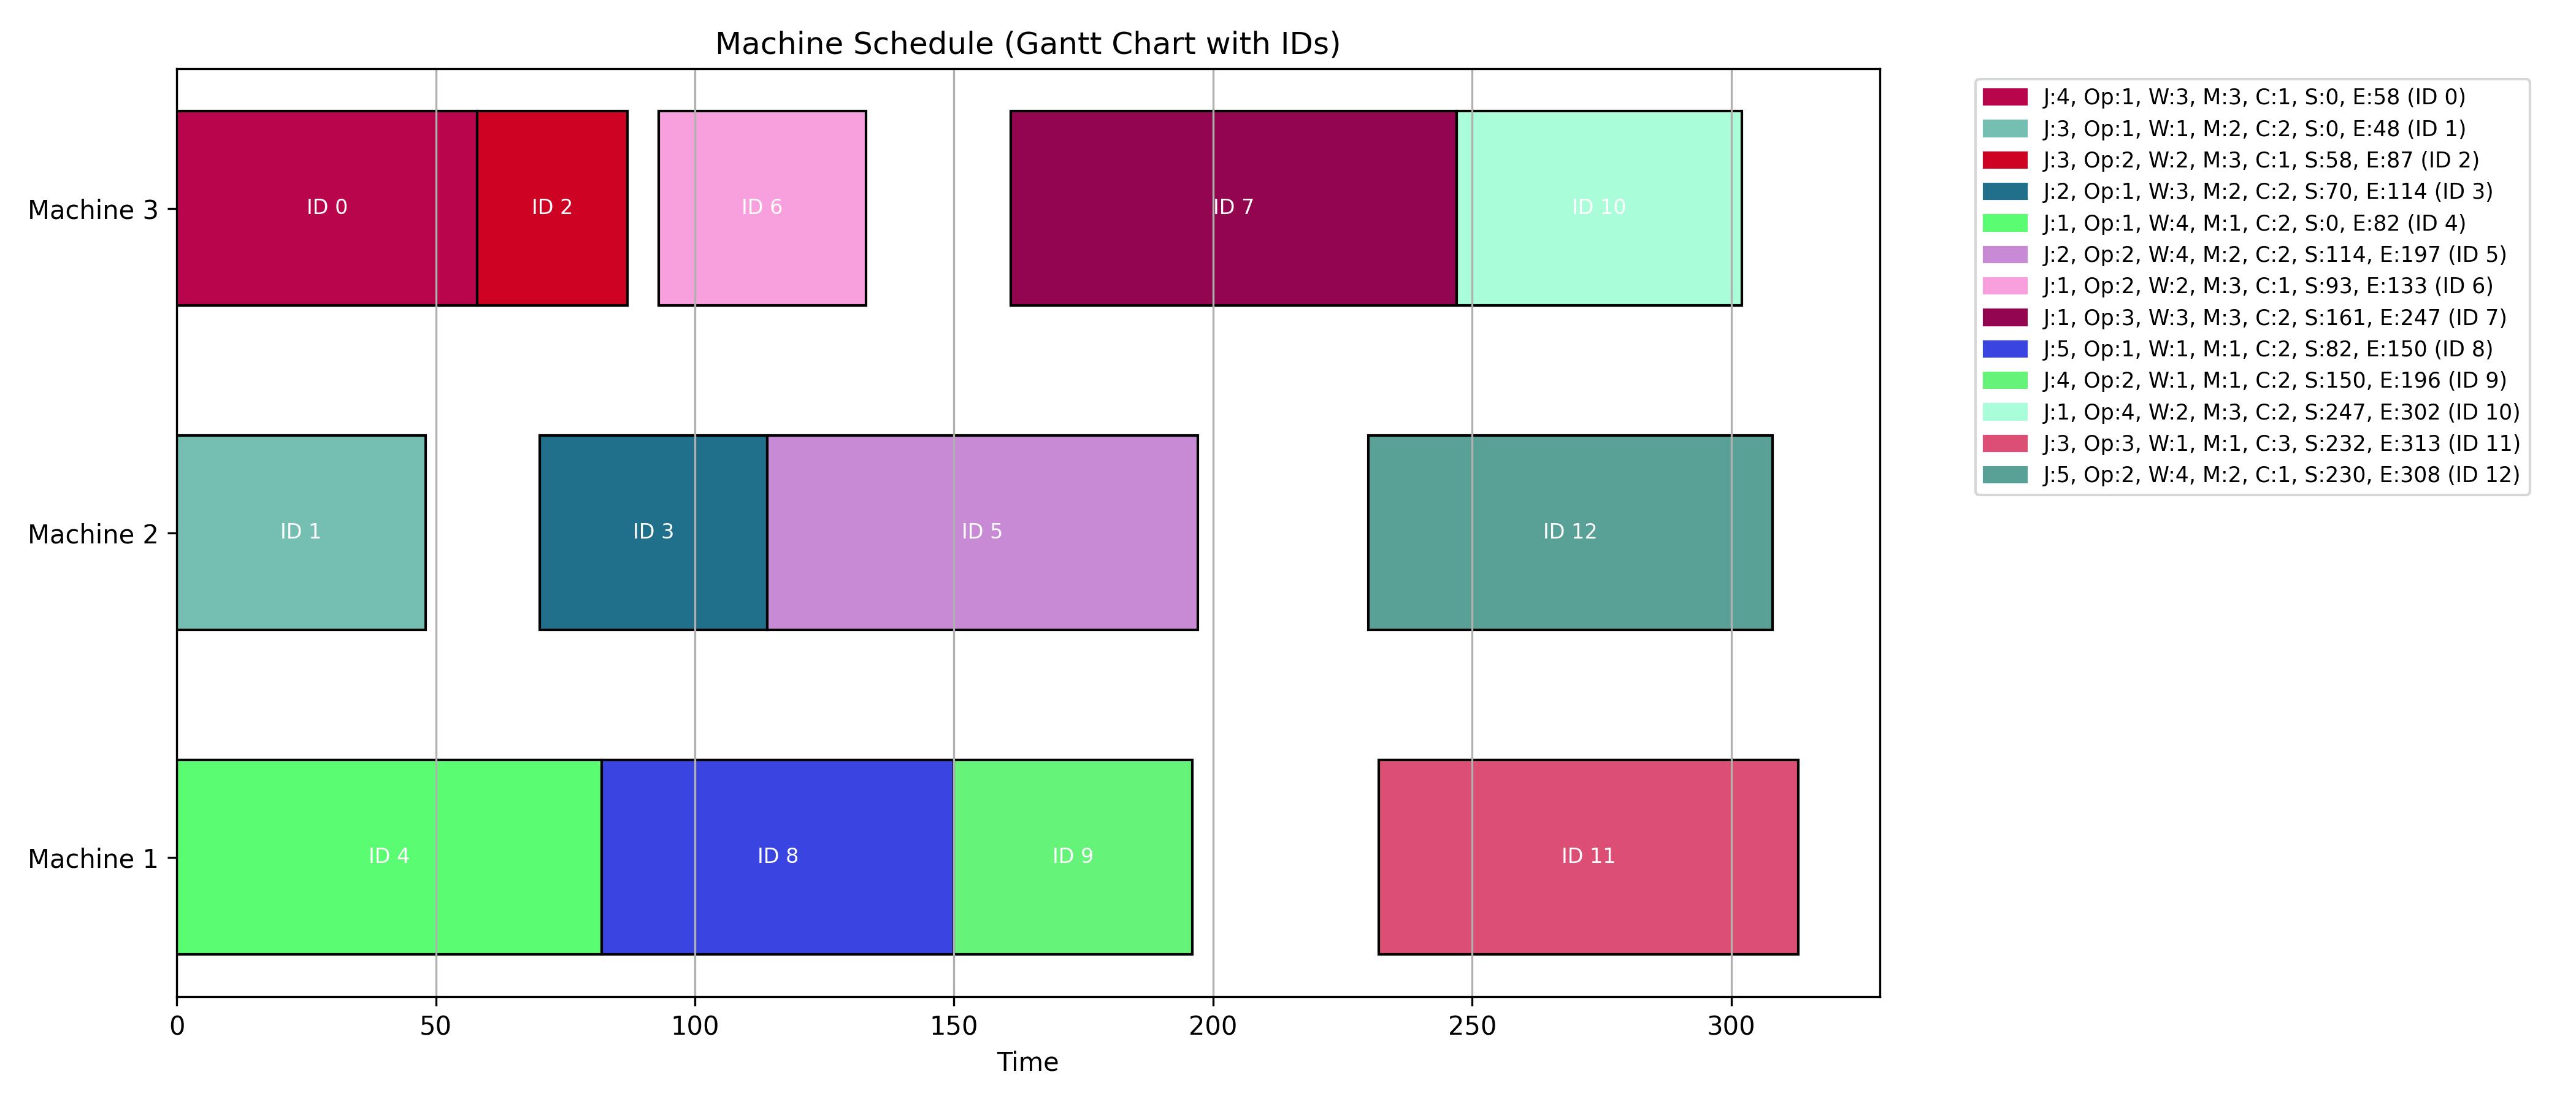 Machine Schedule (Gantt Chart with IDs)
Machine 3
ID 0
ID 2
ID 6
ID 7
ID 10
Machine 2
ID 1
ID 3
ID 5
ID 12
Machine 1
ID 4
ID 8
ID 9
ID 11
0 50 100 150 200 250 300
Time
J:4, Op:1, W:3, M:3, C:1, S:0, E:58 (ID 0)
J:3, Op:1, W:1, M:2, C:2, S:0, E:48 (ID 1)
J:3, Op:2, W:2, M:3, C:1, S:58, E:87 (ID 2)
J:2, Op:1, W:3, M:2, C:2, S:70, E:114 (ID 3)
J:1, Op:1, W:4, M:1, C:2, S:0, E:82 (ID 4)
J:2, Op:2, W:4, M:2, C:2, S:114, E:197 (ID 5)
J:1, Op:2, W:2, M:3, C:1, S:93, E:133 (ID 6)
J:1, Op:3, W:3, M:3, C:2, S:161, E:247 (ID 7)
J:5, Op:1, W:1, M:1, C:2, S:82, E:150 (ID 8)
J:4, Op:2, W:1, M:1, C:2, S:150, E:196 (ID 9)
J:1, Op:4, W:2, M:3, C:2, S:247, E:302 (ID 10)
J:3, Op:3, W:1, M:1, C:3, S:232, E:313 (ID 11)
J:5, Op:2, W:4, M:2, C:1, S:230, E:308 (ID 12)